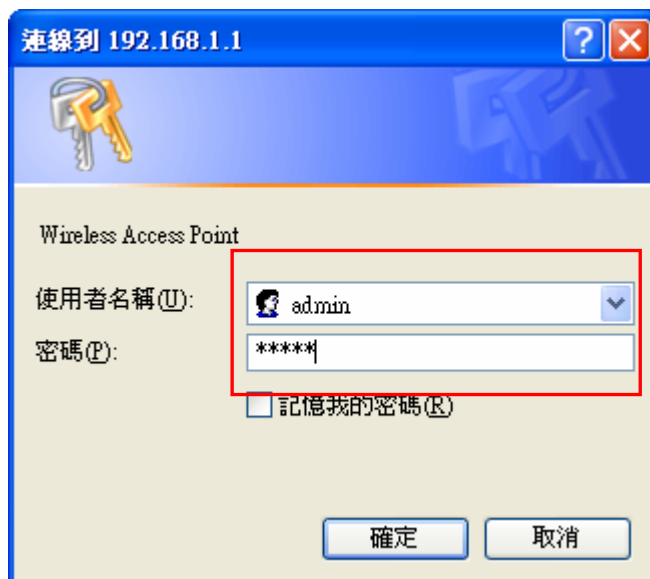 連線到 192.168.1.1
Wireless Access Point
使用者名稱(U):
admin
密碼(P):
*****
記憶我的密碼(R)
確定
取消